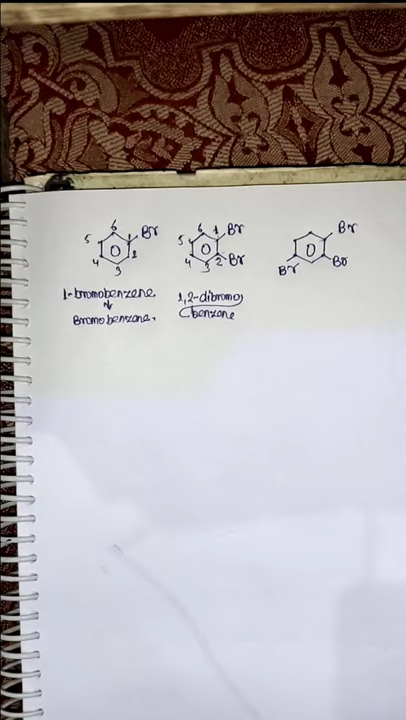 6 1 Br
5 2
4 3
1-bromobenzene
↓
Bromobenzene.
6 1 Br
5 2 Br
4 3
1,2-dibromo
benzene
Br
Br
Br